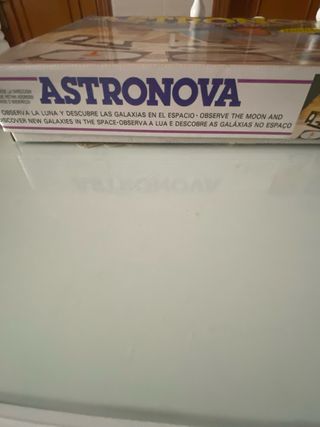 ASTRONOVA
OBSERVA LA LUNA Y DESCUBRE LAS GALAXIAS EN EL ESPACIO · OBSERVE THE MOON AND
DISCOVER NEW GALAXIES IN THE SPACE · OBSERVA A LUA E DESCOBRE AS GALÁXIAS NO ESPAÇO